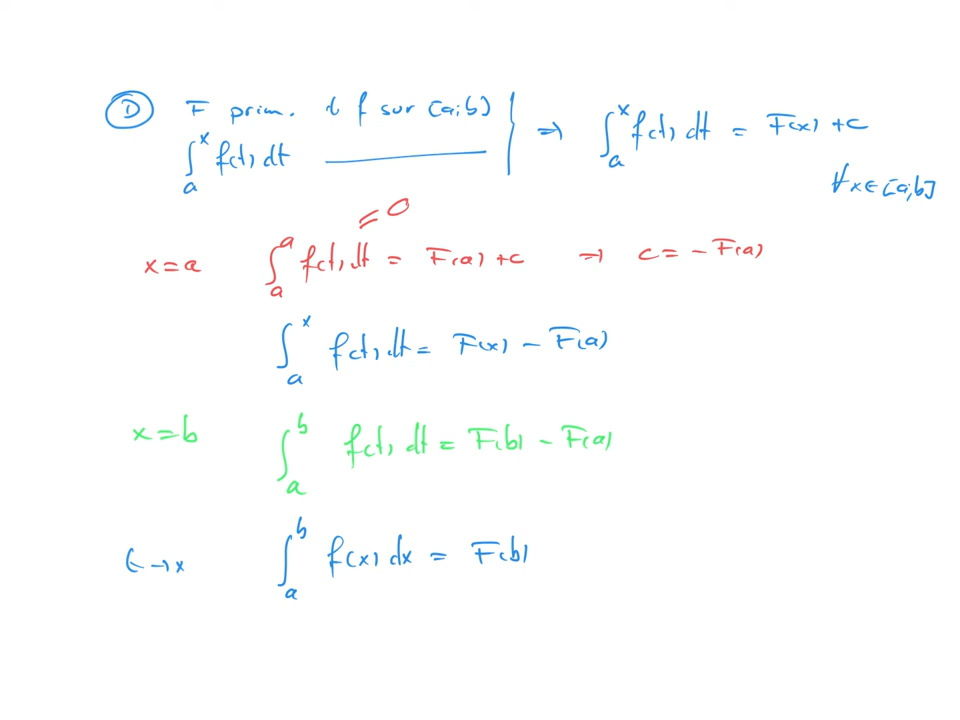 Ⓓ F prim. d f sur [a;b] } ⇒ ∫ₐˣ f(t) dt = F(x) + c
∫ₐˣ f(t) dt ——— ∀x∈[a;b]
= 0
x = a ∫ₐᵃ f(t) dt = F(a) + c ⇒ c = - F(a)
∫ₐˣ f(t) dt = F(x) - F(a)
x = b ∫ₐᵇ f(t) dt = F(b) - F(a)
t → x ∫ₐᵇ f(x) dx = F(b)